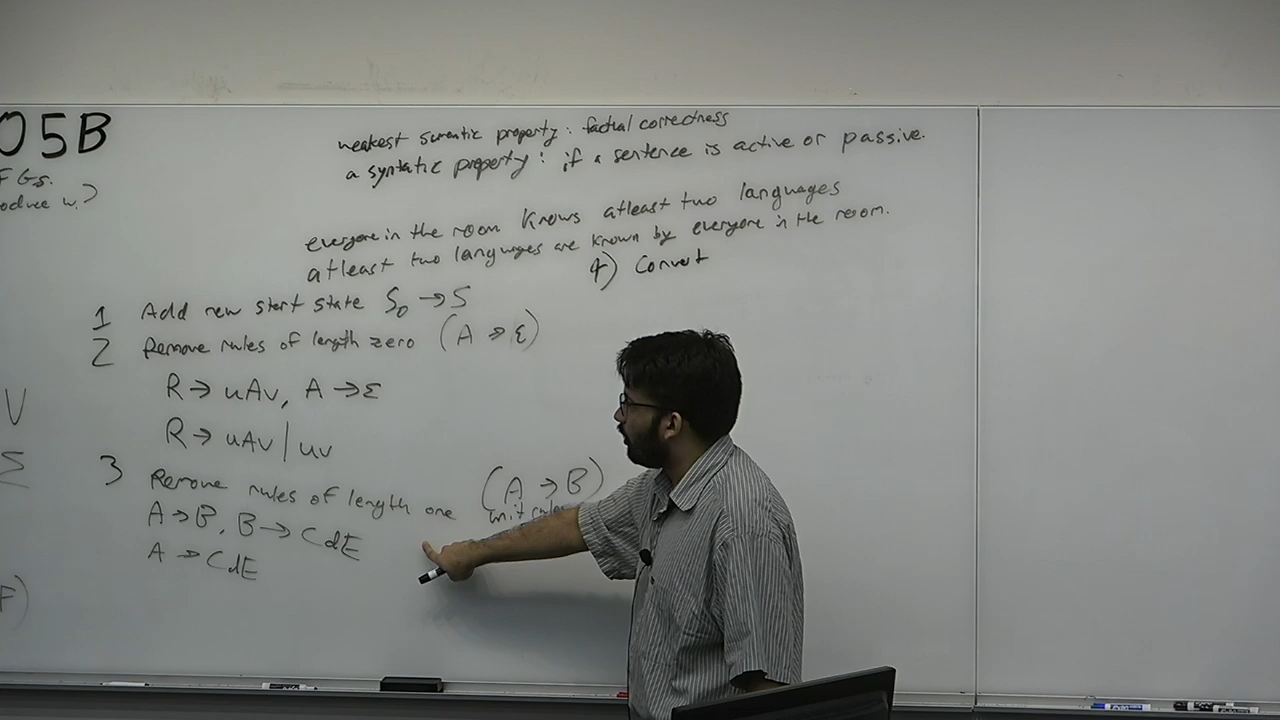 05B
FGs.
oduce w.)
weakest semantic property: factual correctness
a syntatic property: if a sentence is active or passive.
everyone in the room knows atleast two languages
atleast two languages are known by everyone in the room.
4) Convert
1 Add new start state S₀ → S
2 Remove rules of length zero (A → ε)
R → uAv, A → ε
R → uAv | uv
3 Remove rules of length one (A → B)
unit rules
A → B, B → CdE
A → CdE
V
Σ
F)